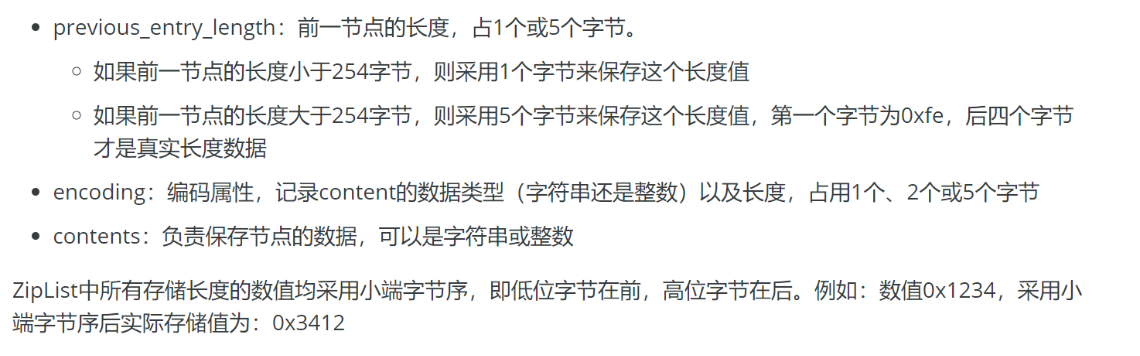 previous_entry_length：前一节点的长度，占1个或5个字节。
如果前一节点的长度小于254字节，则采用1个字节来保存这个长度值
如果前一节点的长度大于254字节，则采用5个字节来保存这个长度值，第一个字节为0xfe，后四个字节
才是真实长度数据
encoding：编码属性，记录content的数据类型（字符串还是整数）以及长度，占用1个、2个或5个字节
contents：负责保存节点的数据，可以是字符串或整数
ZipList中所有存储长度的数值均采用小端字节序，即低位字节在前，高位字节在后。例如：数值0x1234，采用小
端字节序后实际存储值为：0x3412